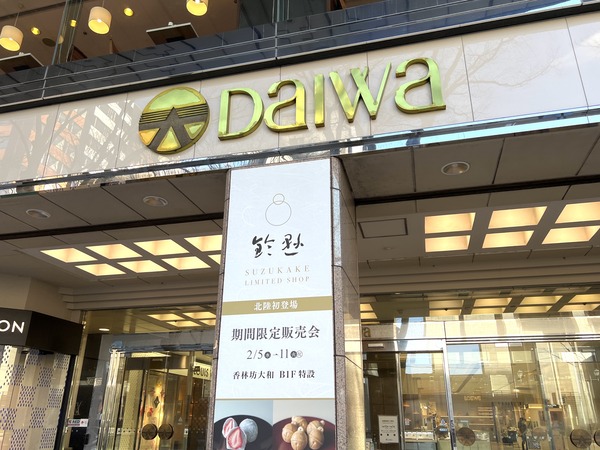 Daiwa
鈴懸
SUZUKAKE
LIMITED SHOP
北陸初登場
期間限定販売会
2/5
11
香林坊大和 B1F特設
ON